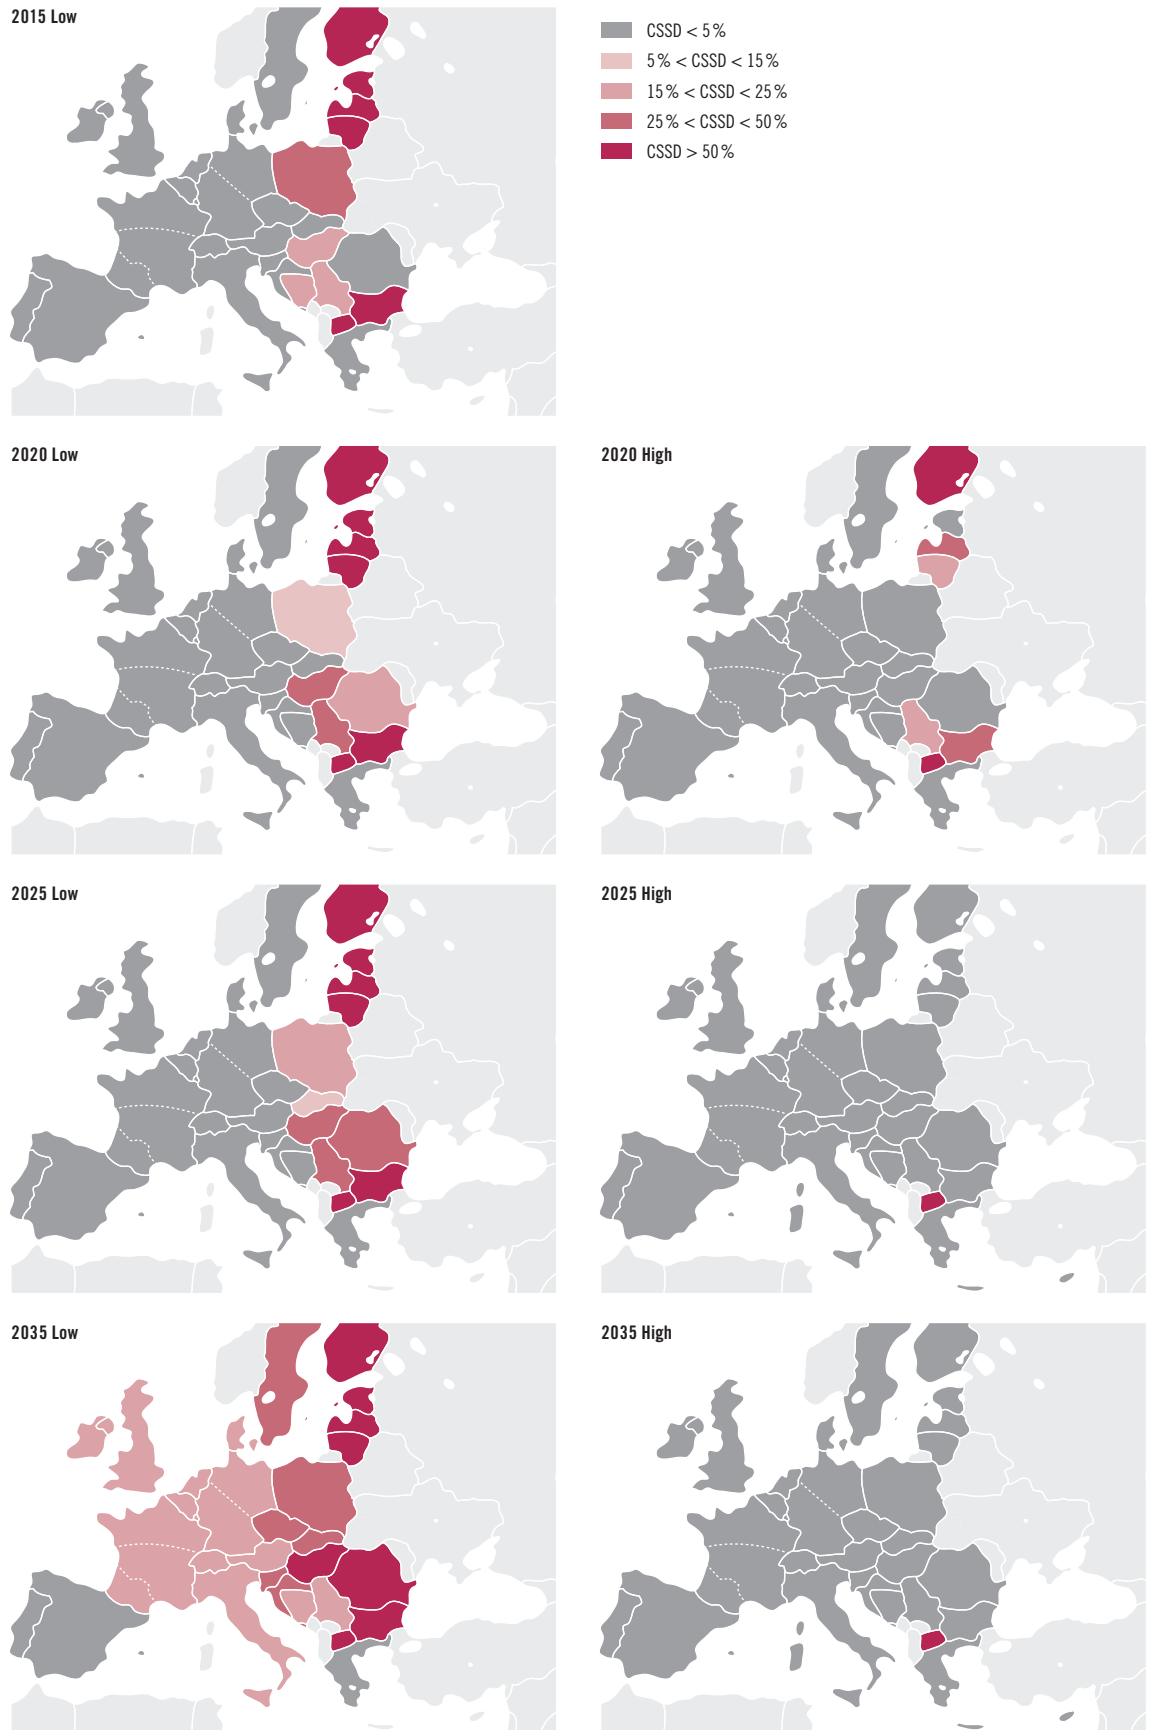 2015 Low
CSSD < 5 %
5 % < CSSD < 15 %
15 % < CSSD < 25 %
25 % < CSSD < 50 %
CSSD > 50 %
2020 Low
2020 High
2025 Low
2025 High
2035 Low
2035 High